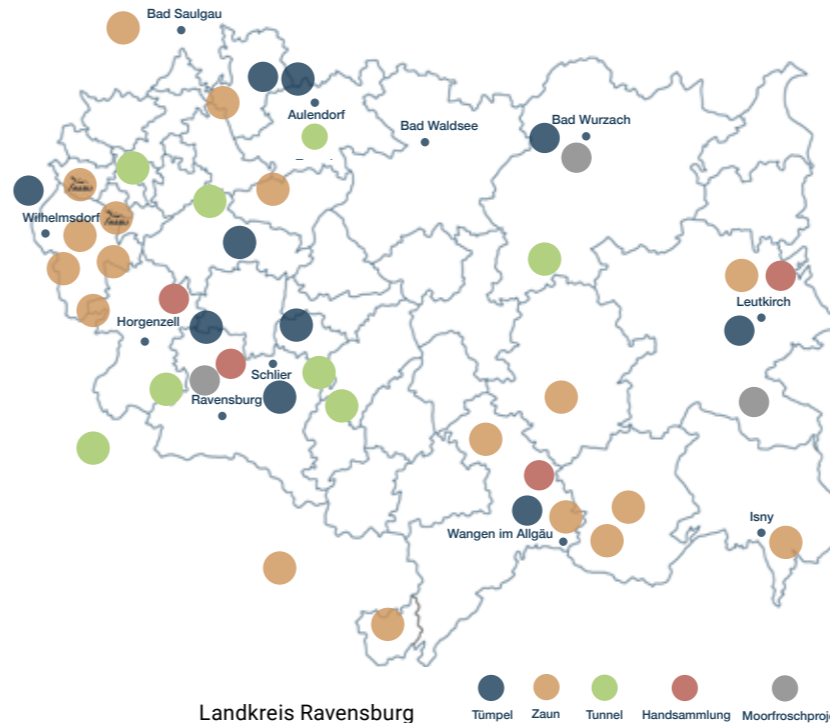 Bad Saulgau
Aulendorf
Bad Waldsee
Bad Wurzach
Wilhelmsdorf
Leutkirch
Horgenzell
Schlier
Ravensburg
Isny
Wangen im Allgäu
Landkreis Ravensburg
Tümpel Zaun Tunnel Handsammlung Moorfroschproj